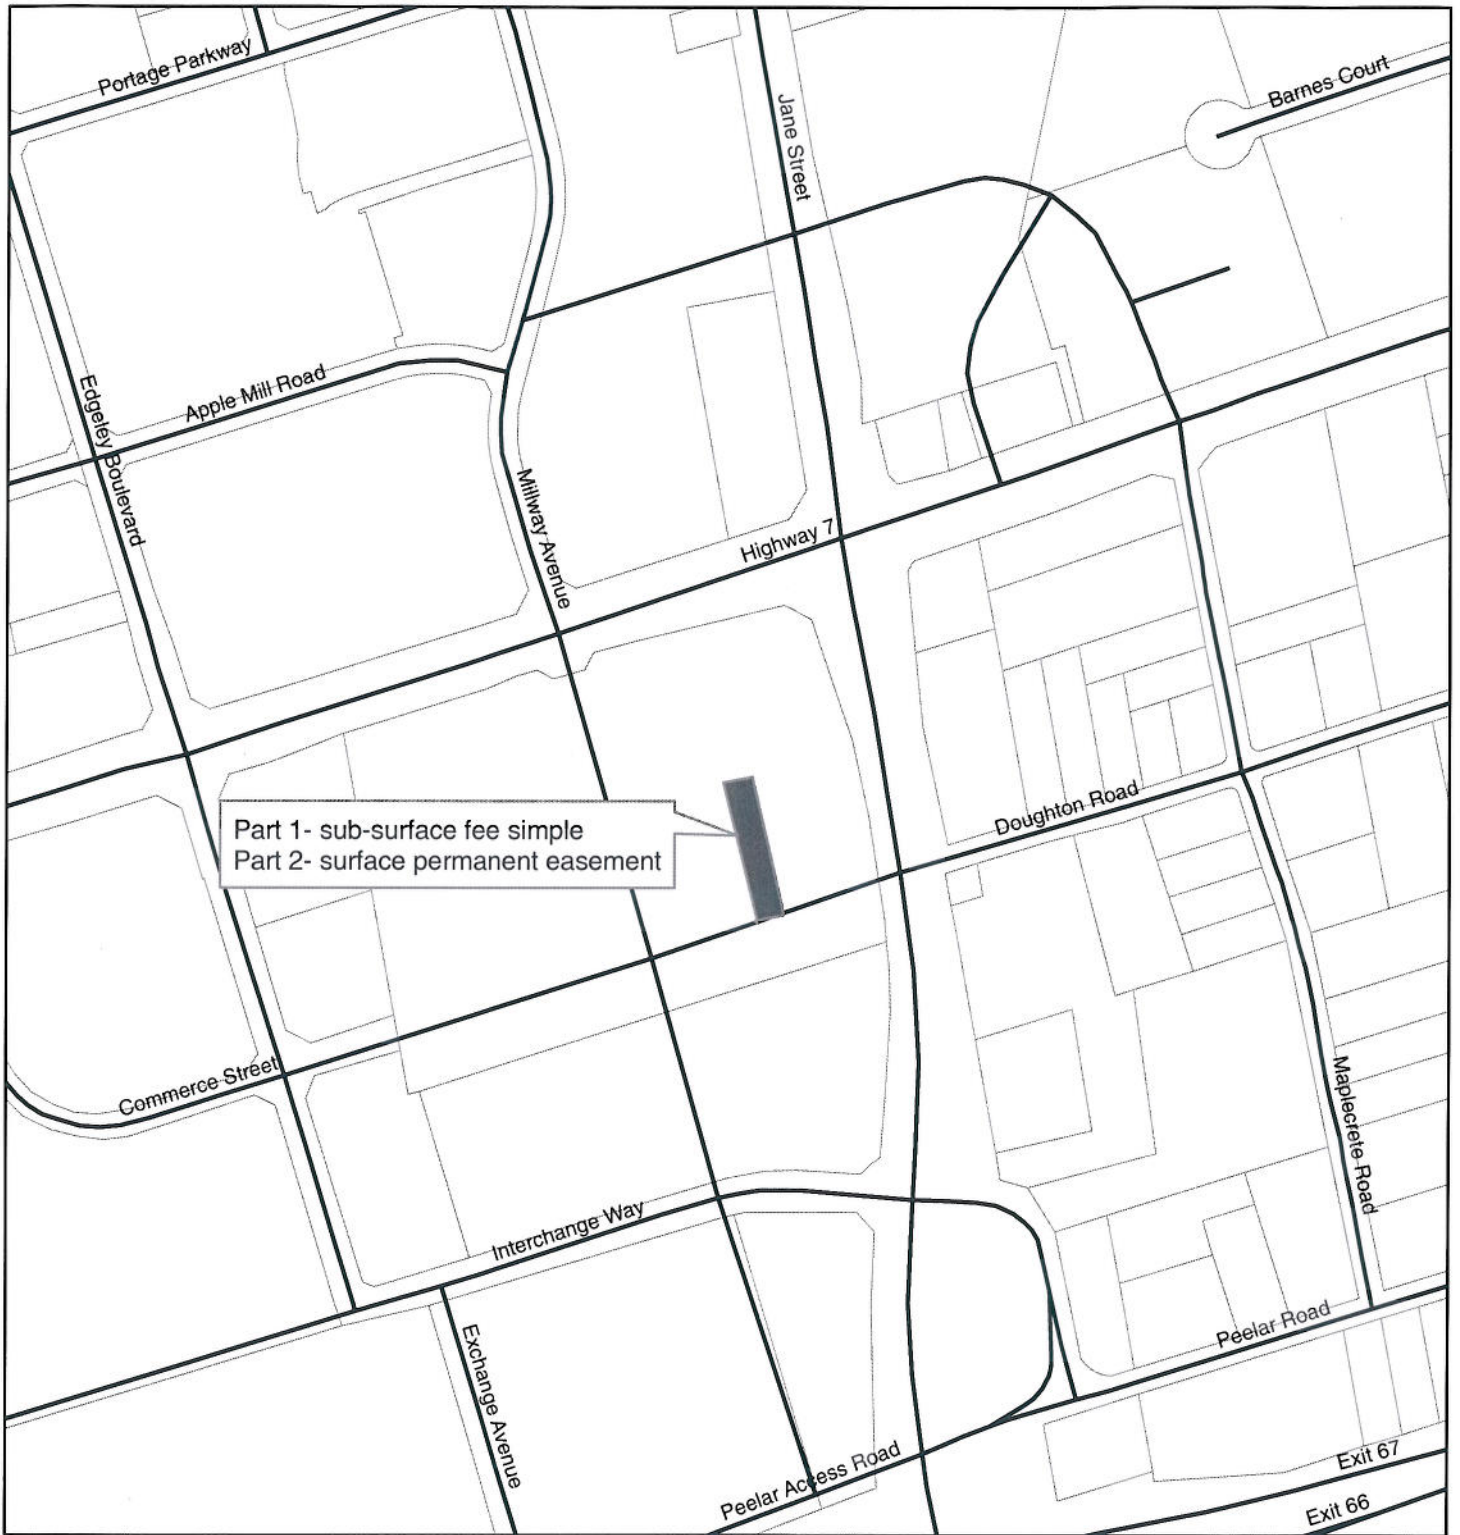 Portage Parkway
Barnes Court
Jane Street
Edgeley Boulevard
Apple Mill Road
Millway Avenue
Highway 7
Part 1- sub-surface fee simple
Part 2- surface permanent easement
Doughton Road
Commerce Street
Maplecrete Road
Interchange Way
Exchange Avenue
Peelar Road
Peelar Access Road
Exit 67
Exit 66